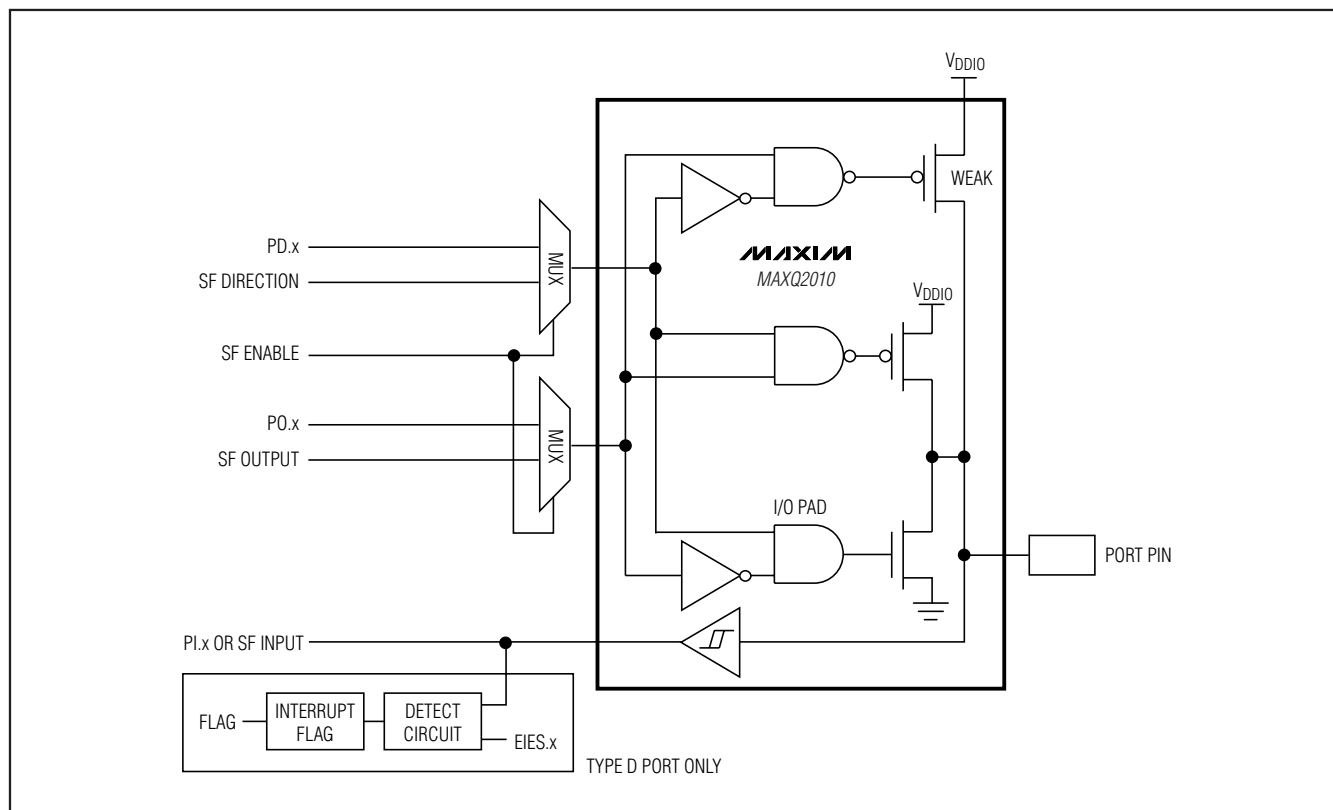 VDDIO
WEAK
PD.x
SF DIRECTION
MUX
MAXIM
MAXQ2010
VDDIO
SF ENABLE
PO.x
SF OUTPUT
MUX
I/O PAD
PORT PIN
PI.x OR SF INPUT
FLAG
INTERRUPT
FLAG
DETECT
CIRCUIT
EIES.x
TYPE D PORT ONLY